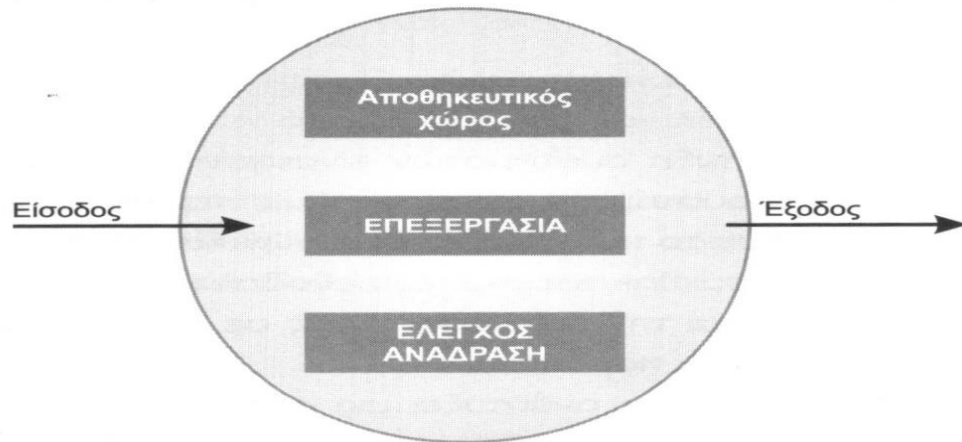 Αποθηκευτικός
χώρος
Είσοδος
ΕΠΕΞΕΡΓΑΣΙΑ
Έξοδος
ΕΛΕΓΧΟΣ
ΑΝΑΔΡΑΣΗ